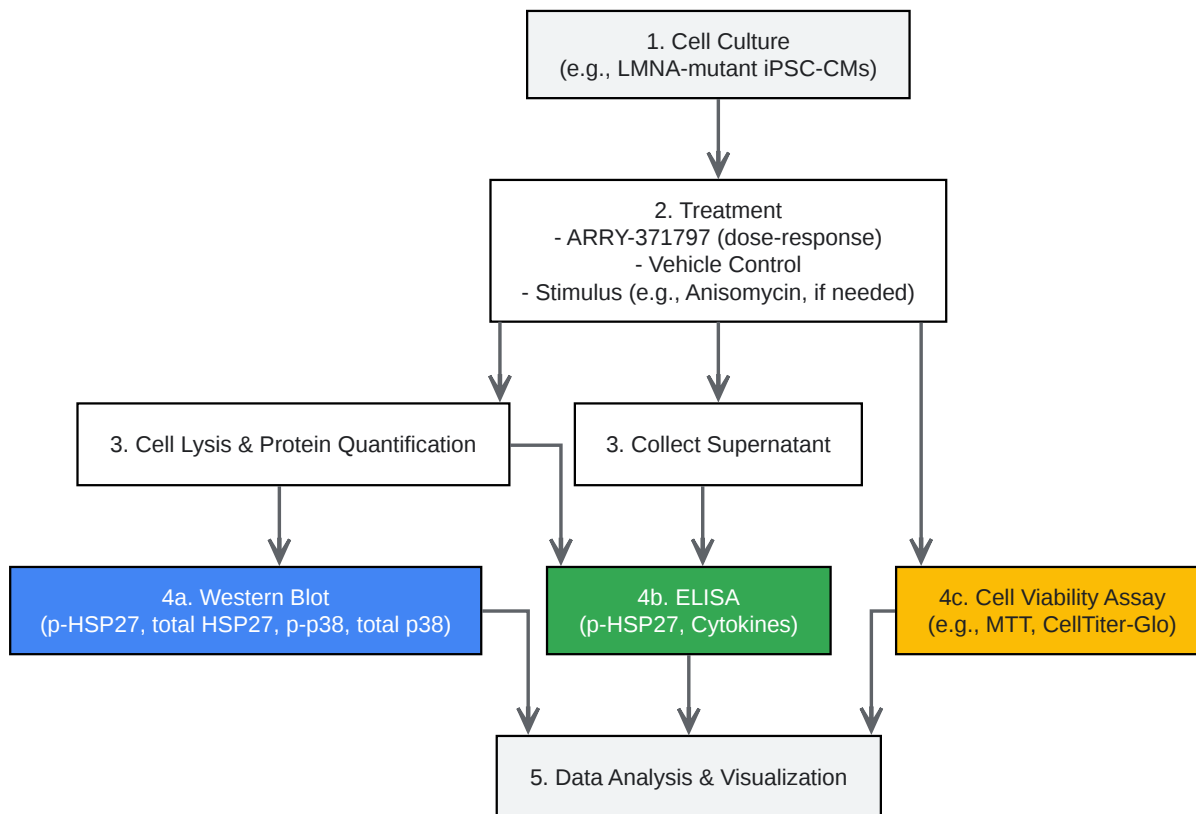 1. Cell Culture
(e.g., LMNA-mutant iPSC-CMs)
2. Treatment
- ARRY-371797 (dose-response)
- Vehicle Control
- Stimulus (e.g., Anisomycin, if needed)
3. Cell Lysis & Protein Quantification
3. Collect Supernatant
4a. Western Blot
(p-HSP27, total HSP27, p-p38, total p38)
4b. ELISA
(p-HSP27, Cytokines)
4c. Cell Viability Assay
(e.g., MTT, CellTiter-Glo)
5. Data Analysis & Visualization